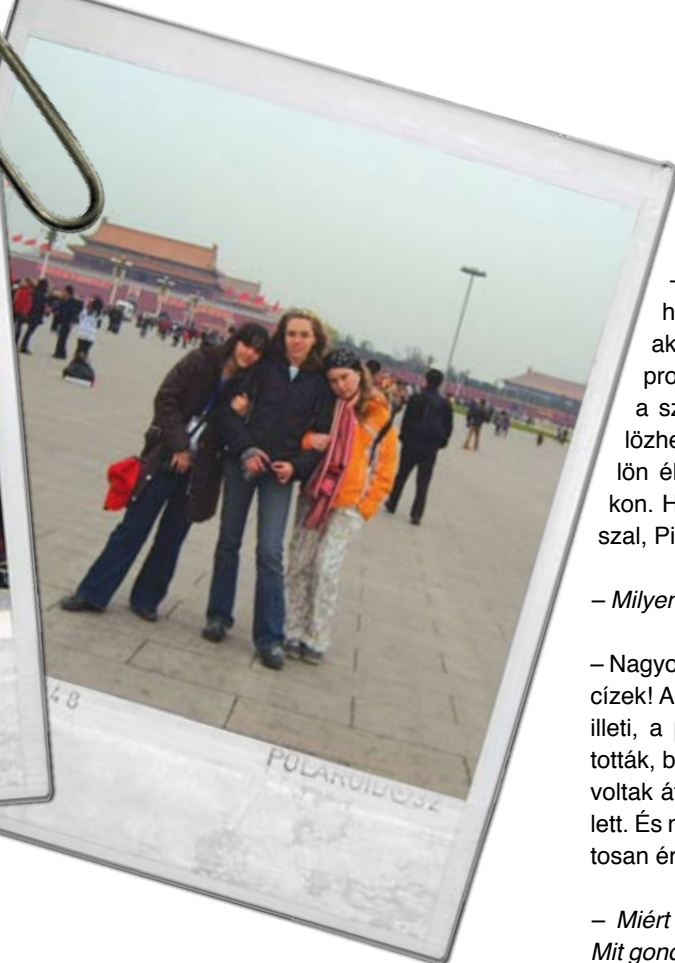 –
h
ak
pro
a sz
lözhe
lön él
kon. H
szal, Pi
– Milyen
– Nagyo
cízek! A
illeti, a p
tották, b
voltak át
lett. És n
tosan ér
– Miért
Mit gond
48
POLAROID®32